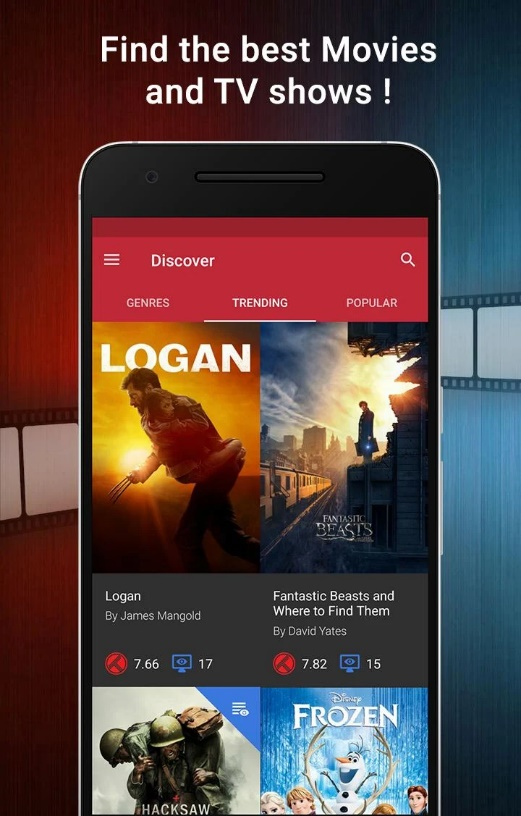 Find the best Movies
and TV shows !
Discover
GENRES
TRENDING
POPULAR
LOGAN
FANTASTIC
BEASTS
Logan
By James Mangold
7.66
17
Fantastic Beasts and
Where to Find Them
By David Yates
7.82
15
HACKSAW
Disney
FROZEN